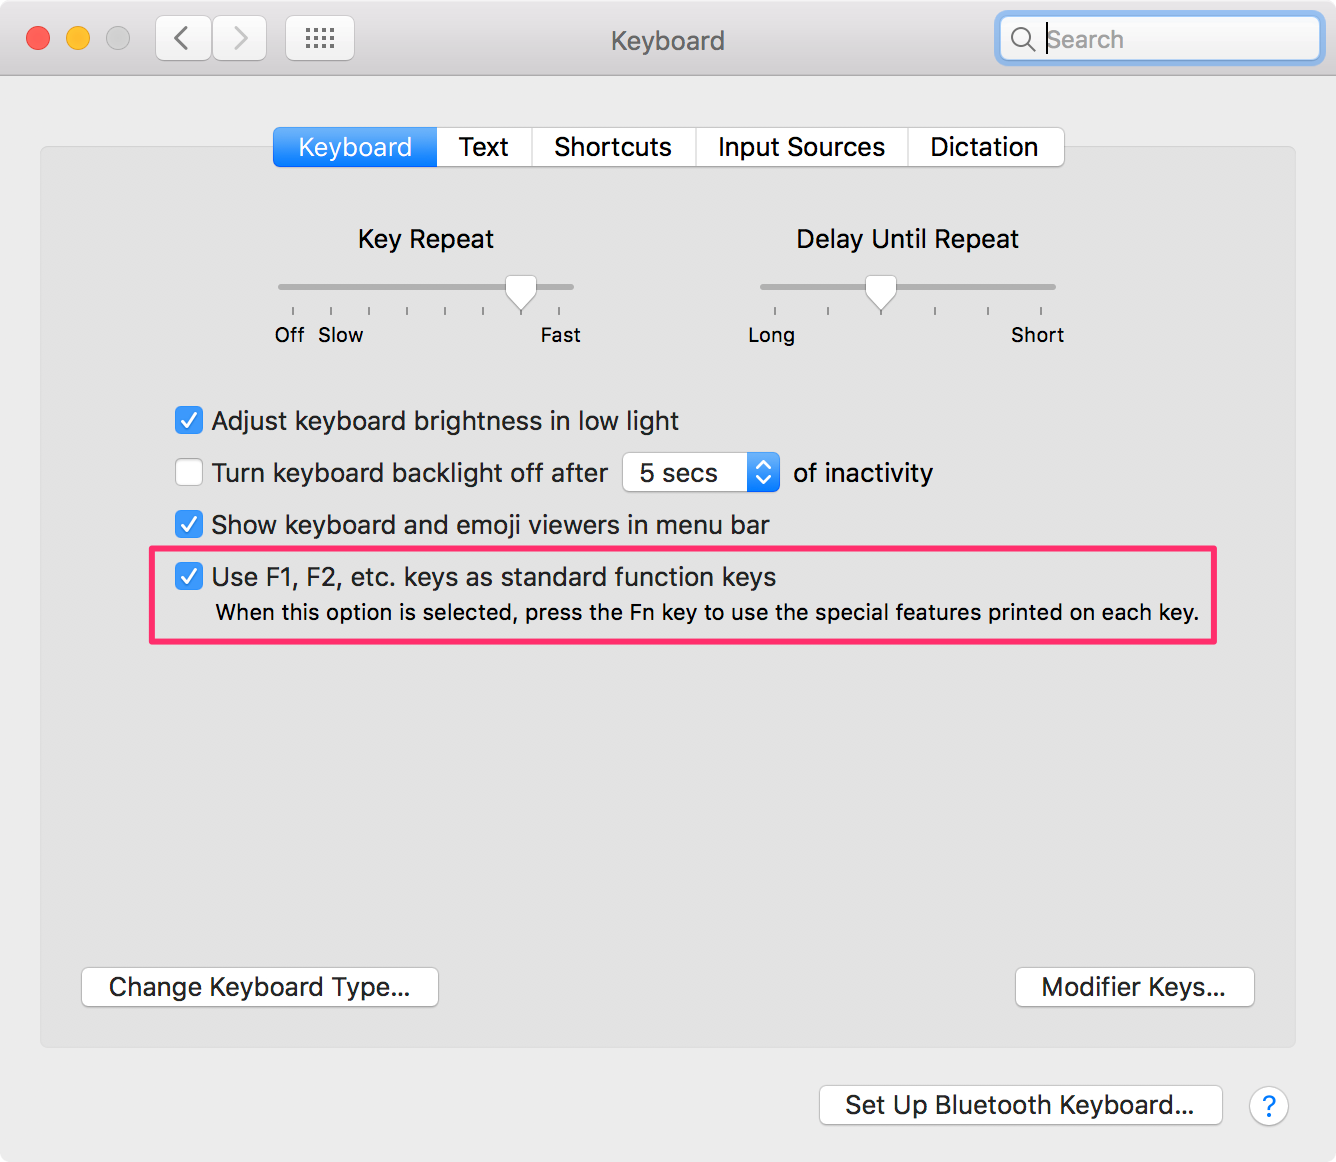 Keyboard
Search
Keyboard Text Shortcuts Input Sources Dictation
Key Repeat
Off Slow Fast
Delay Until Repeat
Long Short
Adjust keyboard brightness in low light
Turn keyboard backlight off after 5 secs of inactivity
Show keyboard and emoji viewers in menu bar
Use F1, F2, etc. keys as standard function keys
When this option is selected, press the Fn key to use the special features printed on each key.
Change Keyboard Type...
Modifier Keys...
Set Up Bluetooth Keyboard...
?